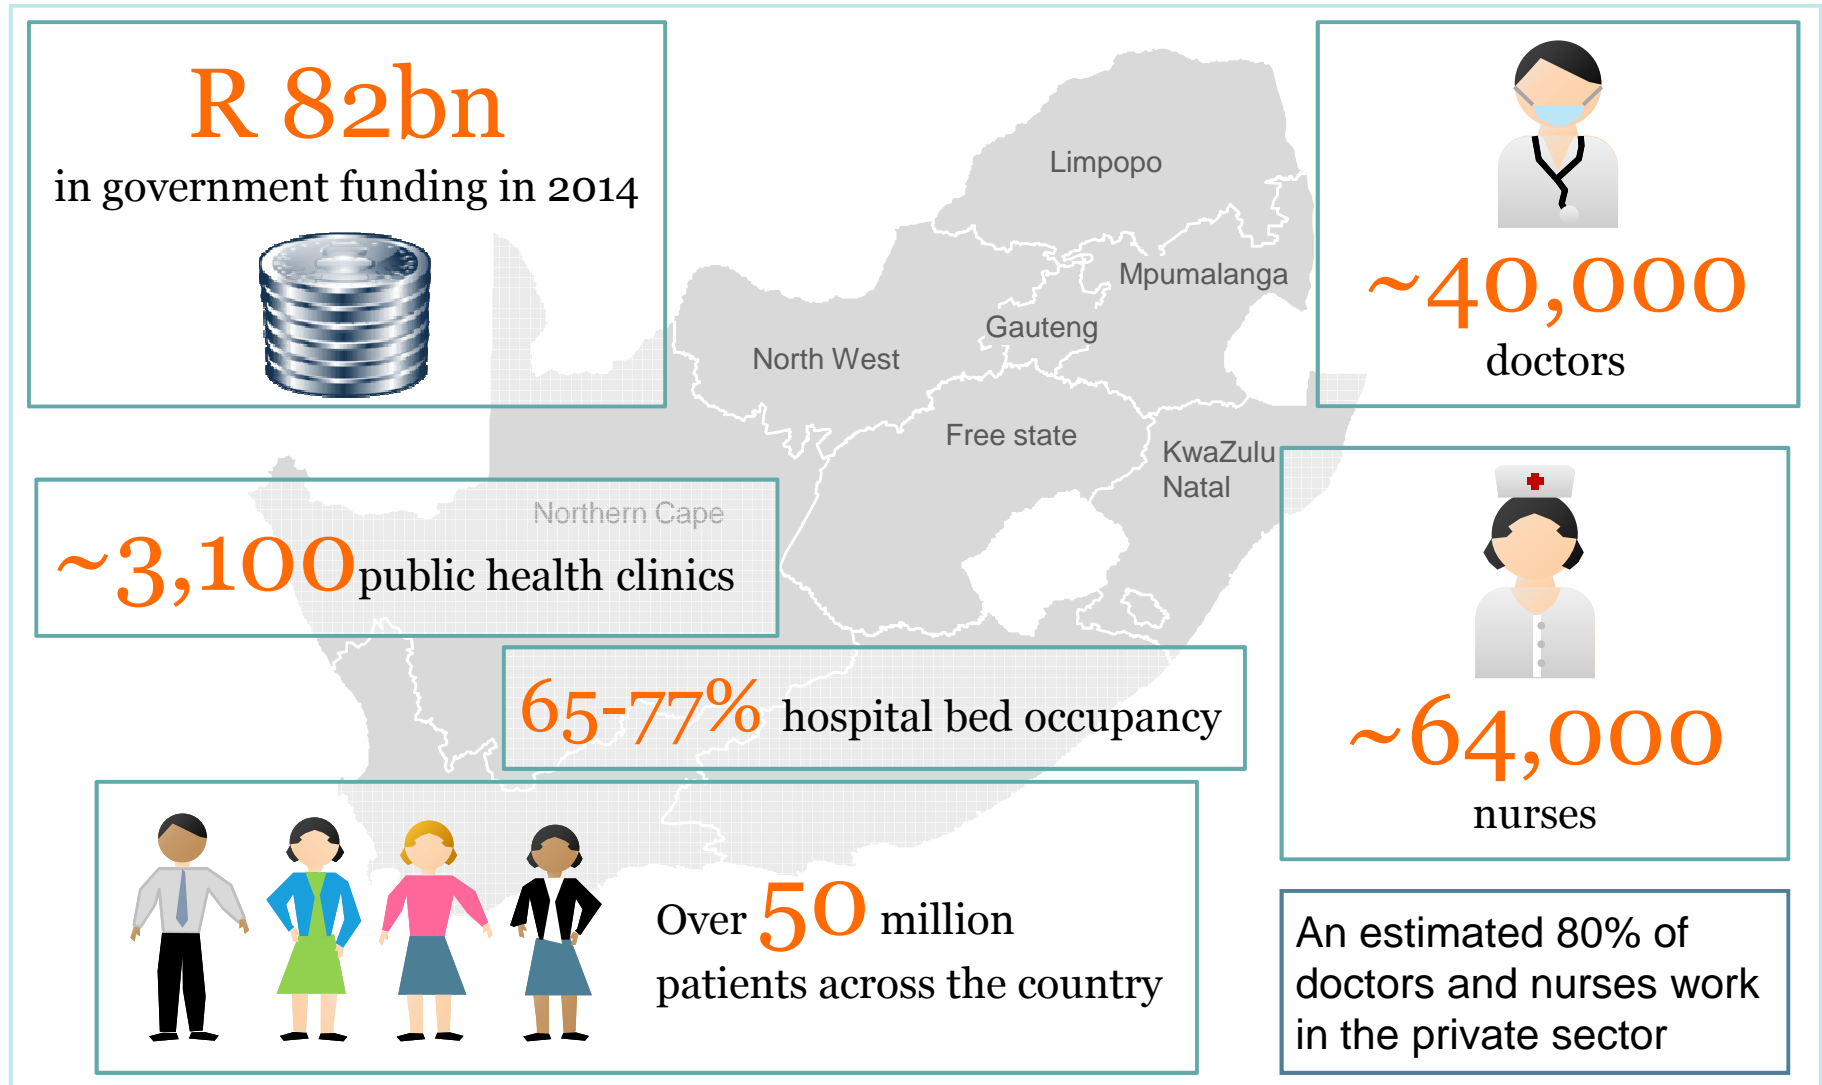 R 82bn
in government funding in 2014
Limpopo
Mpumalanga
Gauteng
North West
Free state
KwaZulu
Natal
Northern Cape
~40,000
doctors
~3,100 public health clinics
65-77% hospital bed occupancy
~64,000
nurses
Over 50 million
patients across the country
An estimated 80% of
doctors and nurses work
in the private sector